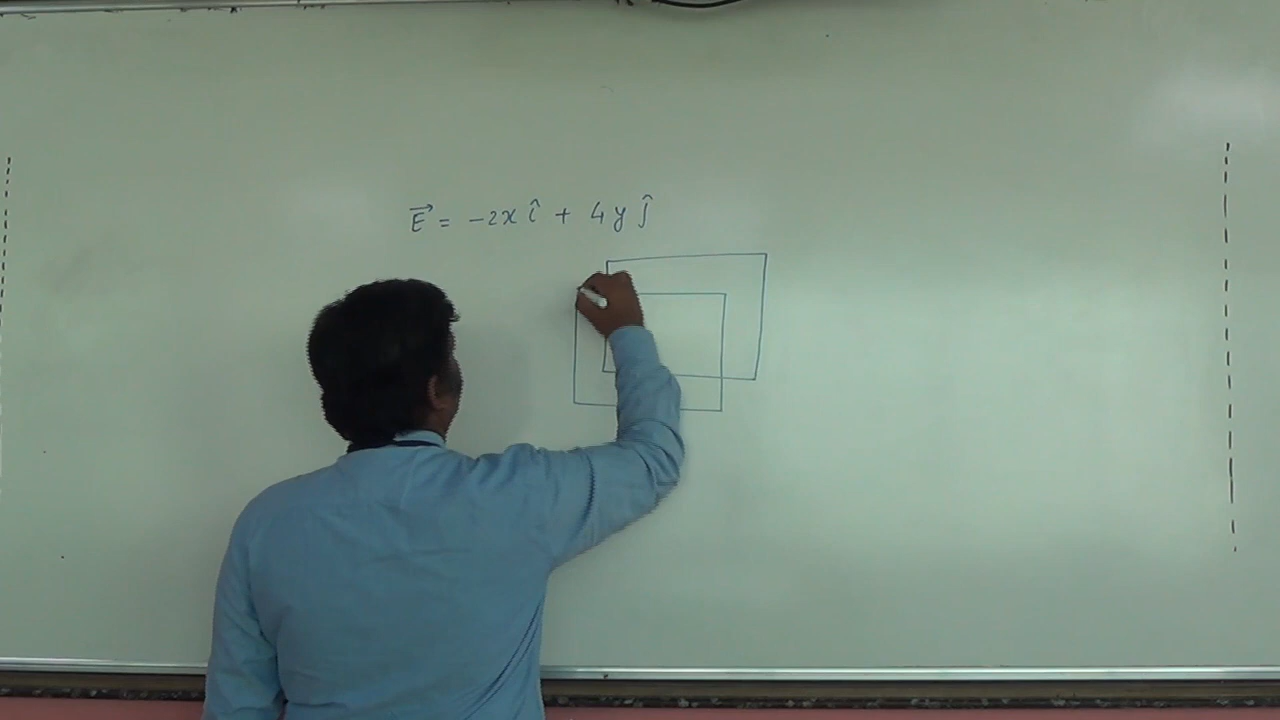 E⃗ = -2x î + 4y ĵ